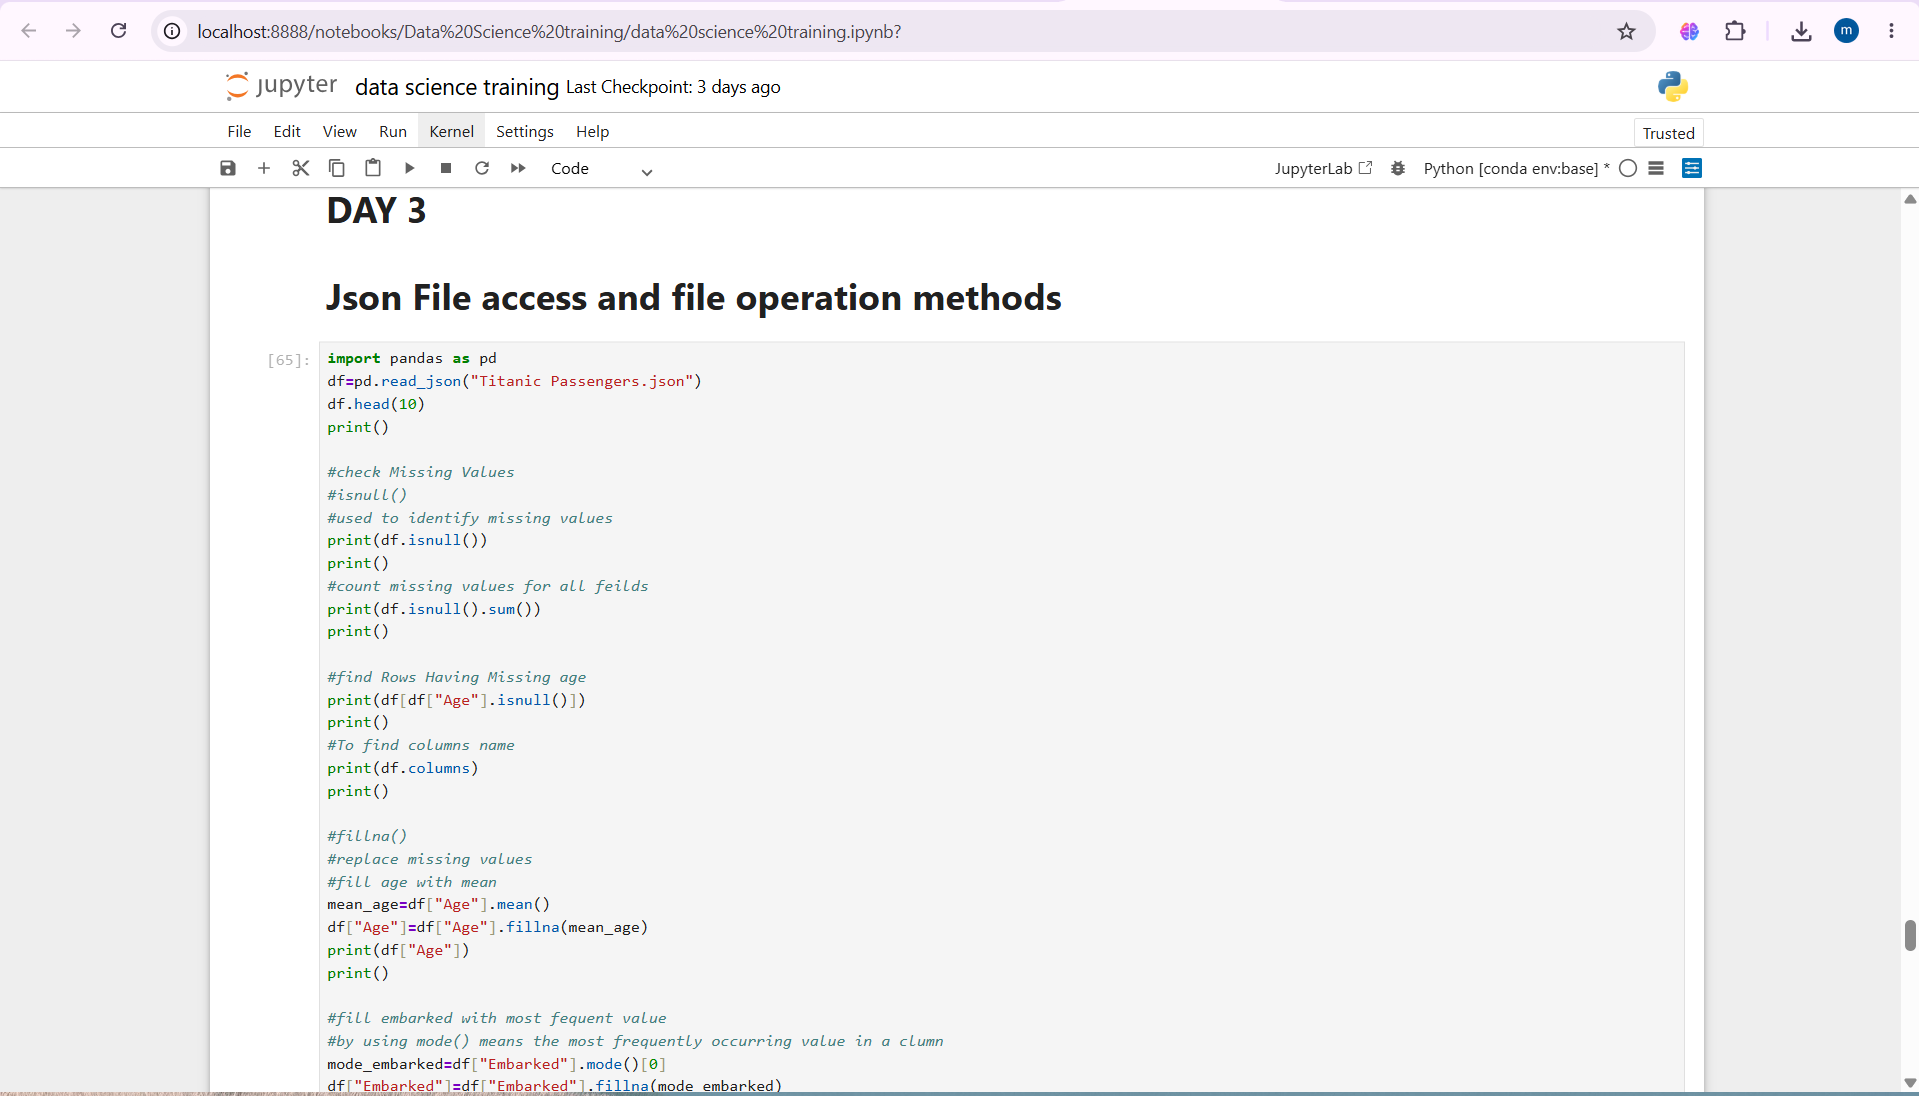 localhost:8888/notebooks/Data%20Science%20training/data%20science%20training.ipynb?
m
jupyter data science training Last Checkpoint: 3 days ago
File Edit View Run Kernel Settings Help
Trusted
Code
JupyterLab
Python [conda env:base] *
DAY 3
Json File access and file operation methods
[65]:
import pandas as pd
df=pd.read_json("Titanic Passengers.json")
df.head(10)
print()
#check Missing Values
#isnull()
#used to identify missing values
print(df.isnull())
print()
#count missing values for all feilds
print(df.isnull().sum())
print()
#find Rows Having Missing age
print(df[df["Age"].isnull()])
print()
#To find columns name
print(df.columns)
print()
#fillna()
#replace missing values
#fill age with mean
mean_age=df["Age"].mean()
df["Age"]=df["Age"].fillna(mean_age)
print(df["Age"])
print()
#fill embarked with most fequent value
#by using mode() means the most frequently occurring value in a clumn
mode_embarked=df["Embarked"].mode()[0]
df["Embarked"]=df["Embarked"].fillna(mode_embarked)